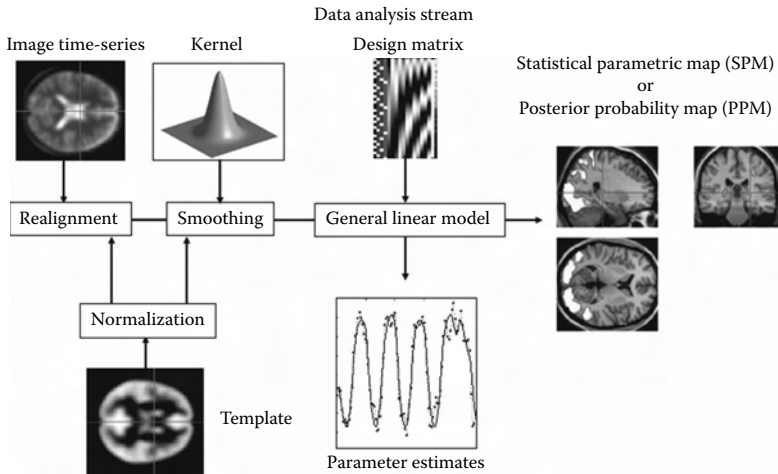 Data analysis stream
Image time-series
Kernel
Design matrix
Statistical parametric map (SPM)
or
Posterior probability map (PPM)
Realignment
Smoothing
General linear model
Normalization
Template
Parameter estimates